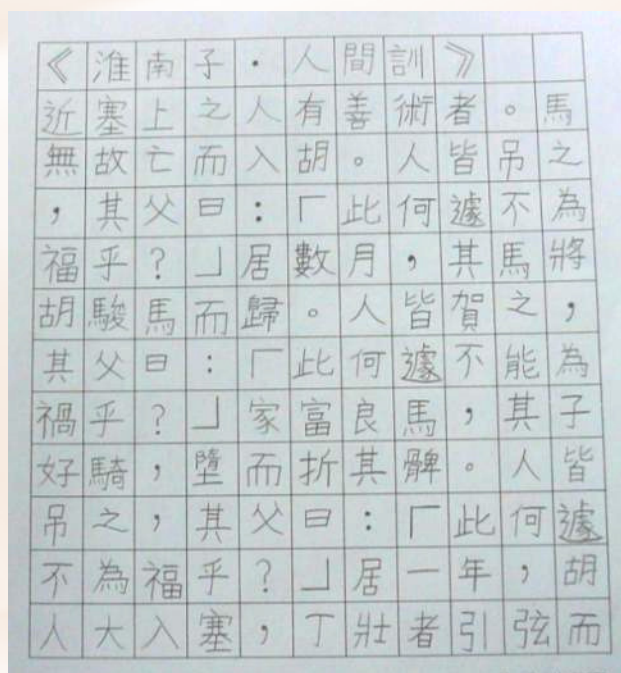 《淮南子·人間訓》
近塞上之人有善術者。馬
無故亡而入胡。人皆吊之
，其父曰：「此何遽不為
福乎？」居數月，其馬將
胡駿馬而歸。人皆賀之，
其父曰：「此何遽不能為
禍乎？」家富良馬，其子
好騎，墮而折其髀。人皆
吊之，其父曰：「此何遽
不為福乎？」居一年，胡
人大入塞，丁壯者引弦而